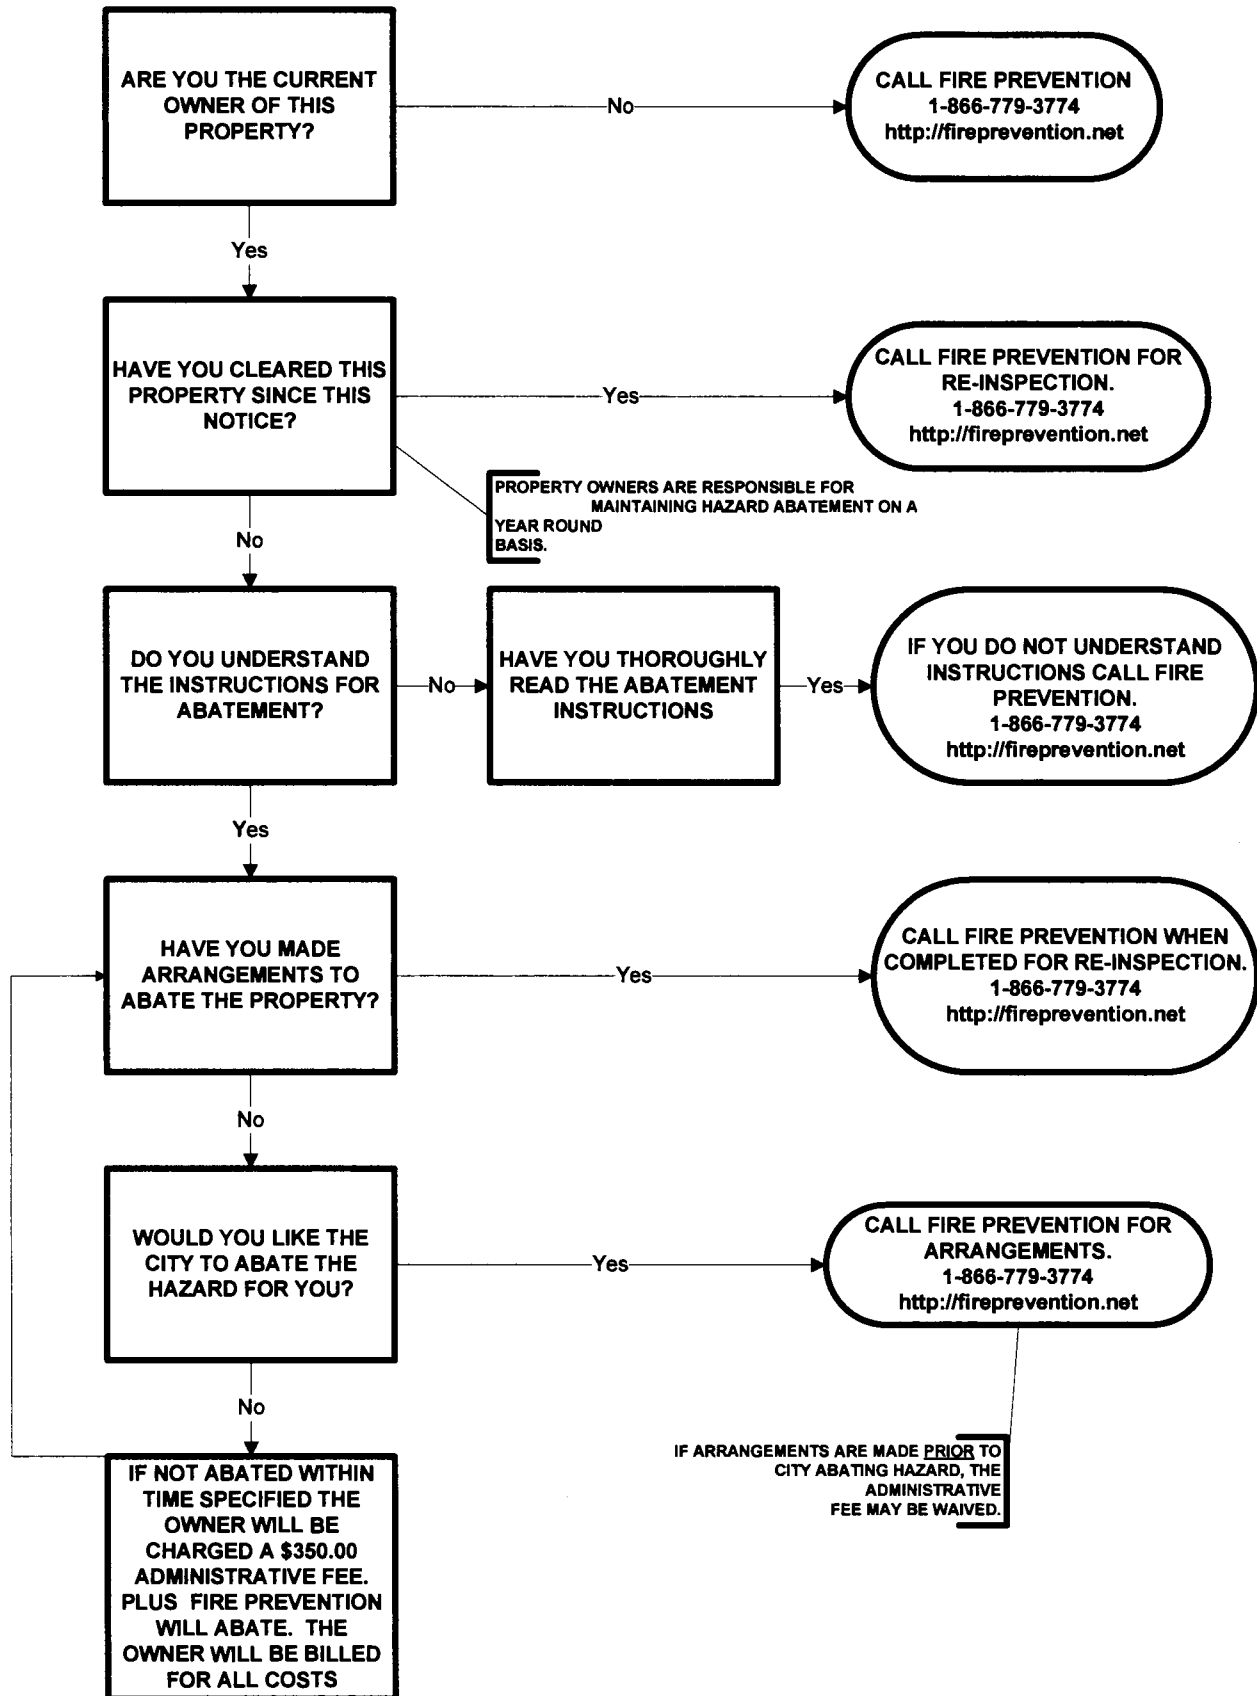 ARE YOU THE CURRENT
OWNER OF THIS
PROPERTY?
No
CALL FIRE PREVENTION
1-866-779-3774
http://fireprevention.net
Yes
HAVE YOU CLEARED THIS
PROPERTY SINCE THIS
NOTICE?
Yes
CALL FIRE PREVENTION FOR
RE-INSPECTION.
1-866-779-3774
http://fireprevention.net
PROPERTY OWNERS ARE RESPONSIBLE FOR
MAINTAINING HAZARD ABATEMENT ON A
YEAR ROUND
BASIS.
No
DO YOU UNDERSTAND
THE INSTRUCTIONS FOR
ABATEMENT?
No
HAVE YOU THOROUGHLY
READ THE ABATEMENT
INSTRUCTIONS
Yes
IF YOU DO NOT UNDERSTAND
INSTRUCTIONS CALL FIRE
PREVENTION.
1-866-779-3774
http://fireprevention.net
Yes
HAVE YOU MADE
ARRANGEMENTS TO
ABATE THE PROPERTY?
Yes
CALL FIRE PREVENTION WHEN
COMPLETED FOR RE-INSPECTION.
1-866-779-3774
http://fireprevention.net
No
WOULD YOU LIKE THE
CITY TO ABATE THE
HAZARD FOR YOU?
Yes
CALL FIRE PREVENTION FOR
ARRANGEMENTS.
1-866-779-3774
http://fireprevention.net
No
IF ARRANGEMENTS ARE MADE PRIOR TO
CITY ABATING HAZARD, THE
ADMINISTRATIVE
FEE MAY BE WAIVED.
IF NOT ABATED WITHIN
TIME SPECIFIED THE
OWNER WILL BE
CHARGED A $350.00
ADMINISTRATIVE FEE.
PLUS FIRE PREVENTION
WILL ABATE. THE
OWNER WILL BE BILLED
FOR ALL COSTS